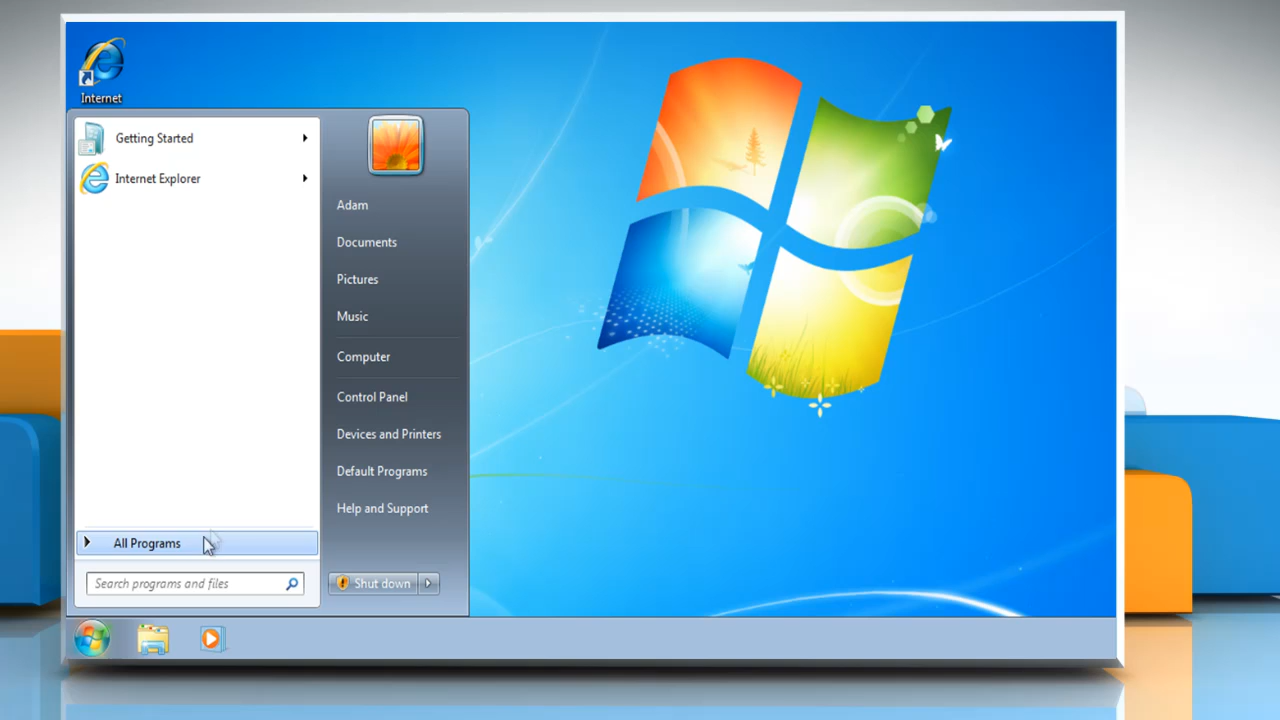 Internet
Getting Started
Internet Explorer
All Programs
Search programs and files
Adam
Documents
Pictures
Music
Computer
Control Panel
Devices and Printers
Default Programs
Help and Support
Shut down